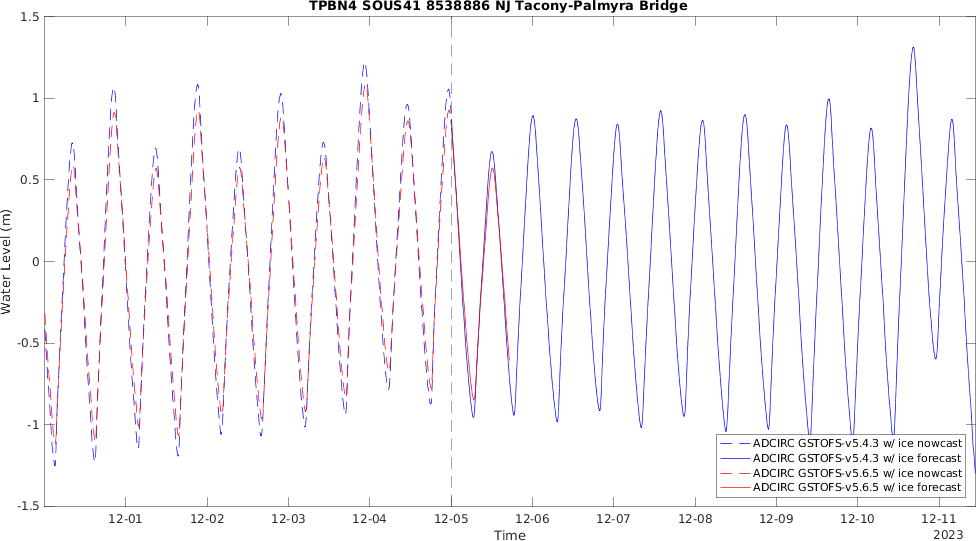 TPBN4 SOUS41 8538886 NJ Tacony-Palmyra Bridge
1.5
1
0.5
0
-0.5
-1
-1.5
Water Level (m)
12-01 12-02 12-03 12-04 12-05 12-06 12-07 12-08 12-09 12-10 12-11
Time
2023
ADCIRC GSTOFS-v5.4.3 w/ ice nowcast
ADCIRC GSTOFS-v5.4.3 w/ ice forecast
ADCIRC GSTOFS-v5.6.5 w/ ice nowcast
ADCIRC GSTOFS-v5.6.5 w/ ice forecast